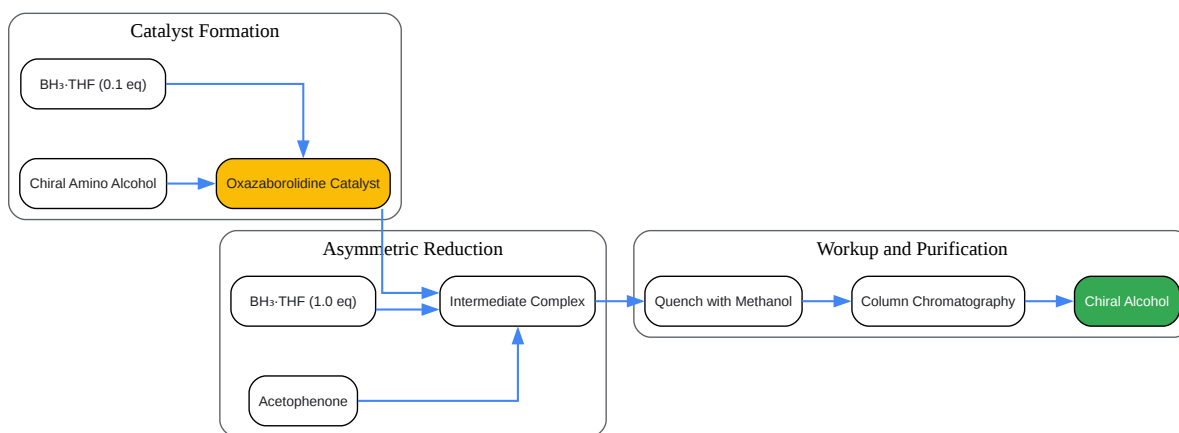 Catalyst Formation
BH₃·THF (0.1 eq)
Chiral Amino Alcohol
Oxazaborolidine Catalyst
Asymmetric Reduction
BH₃·THF (1.0 eq)
Intermediate Complex
Acetophenone
Workup and Purification
Quench with Methanol
Column Chromatography
Chiral Alcohol